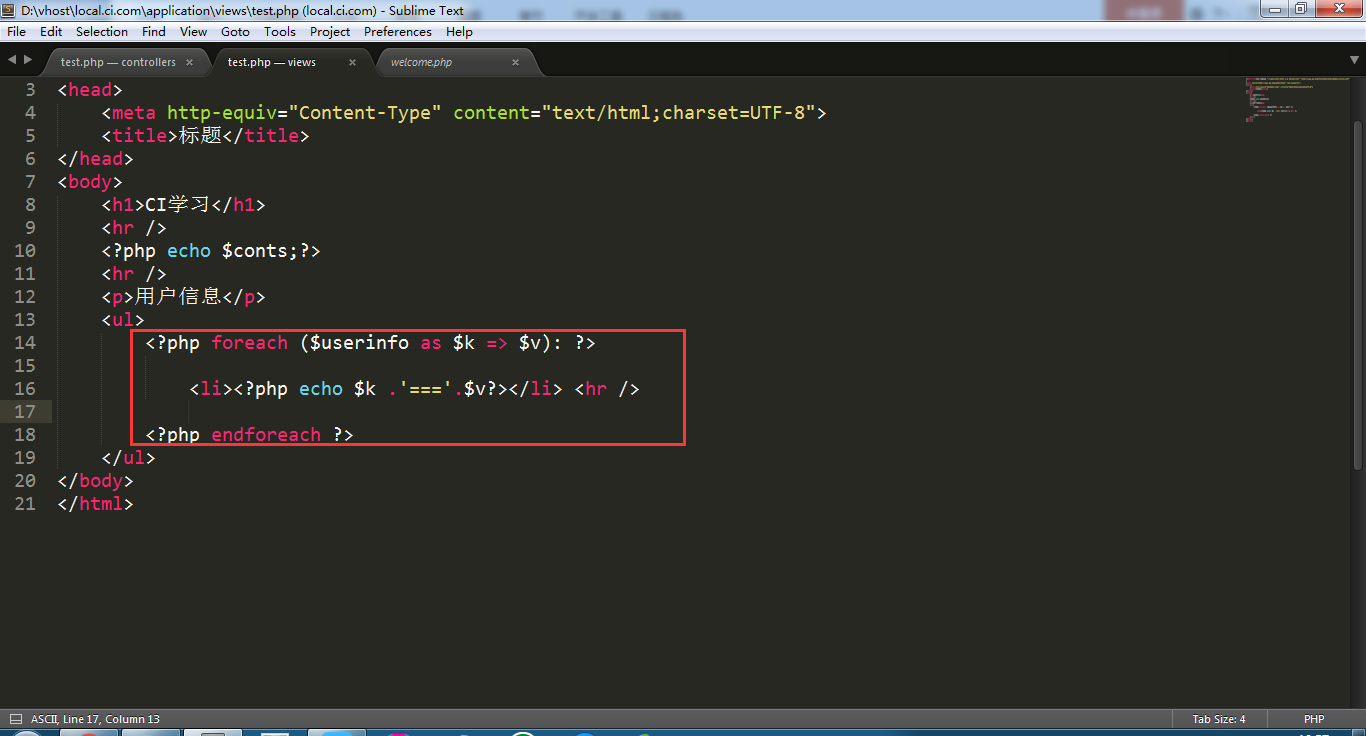 D:\vhost\local.ci.com\application\views\test.php (local.ci.com) - Sublime Text
File Edit Selection Find View Goto Tools Project Preferences Help
test.php — controllers × test.php — views × welcome.php ×
3 <head>
4 <meta http-equiv="Content-Type" content="text/html;charset=UTF-8">
5 <title>标题</title>
6 </head>
7 <body>
8 <h1>CI学习</h1>
9 <hr />
10 <?php echo $conts;?>
11 <hr />
12 <p>用户信息</p>
13 <ul>
14 <?php foreach ($userinfo as $k => $v): ?>
15
16 <li><?php echo $k .'==='.$v?></li> <hr />
17
18 <?php endforeach ?>
19 </ul>
20 </body>
21 </html>
ASCII, Line 17, Column 13 Tab Size: 4 PHP